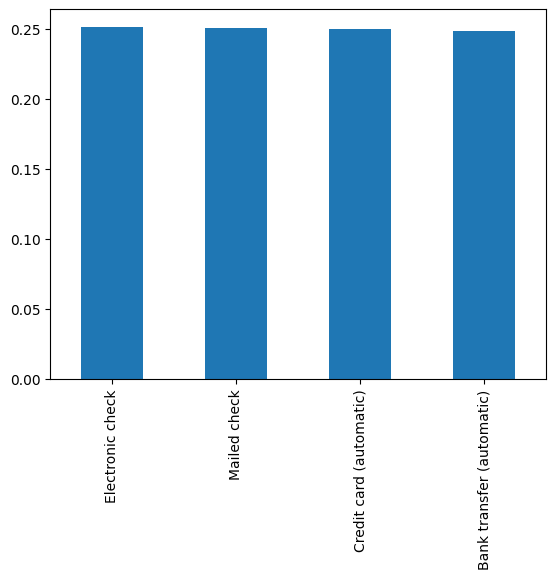 0.25
0.20
0.15
0.10
0.05
0.00
Electronic check
Mailed check
Credit card (automatic)
Bank transfer (automatic)